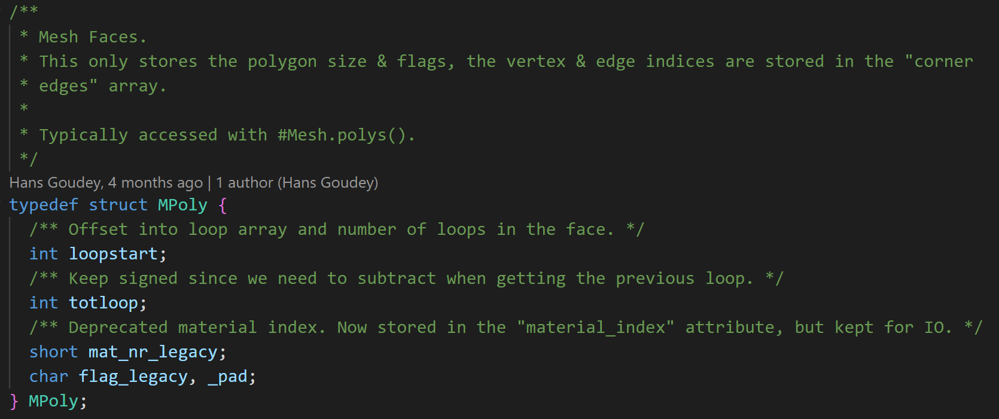 /**
 * Mesh Faces.
 * This only stores the polygon size & flags, the vertex & edge indices are stored in the "corner
 * edges" array.
 *
 * Typically accessed with #Mesh.polys().
 */
Hans Goudey, 4 months ago | 1 author (Hans Goudey)
typedef struct MPoly {
  /** Offset into loop array and number of loops in the face. */
  int loopstart;
  /** Keep signed since we need to subtract when getting the previous loop. */
  int totloop;
  /** Deprecated material index. Now stored in the "material_index" attribute, but kept for IO. */
  short mat_nr_legacy;
  char flag_legacy, _pad;
} MPoly;